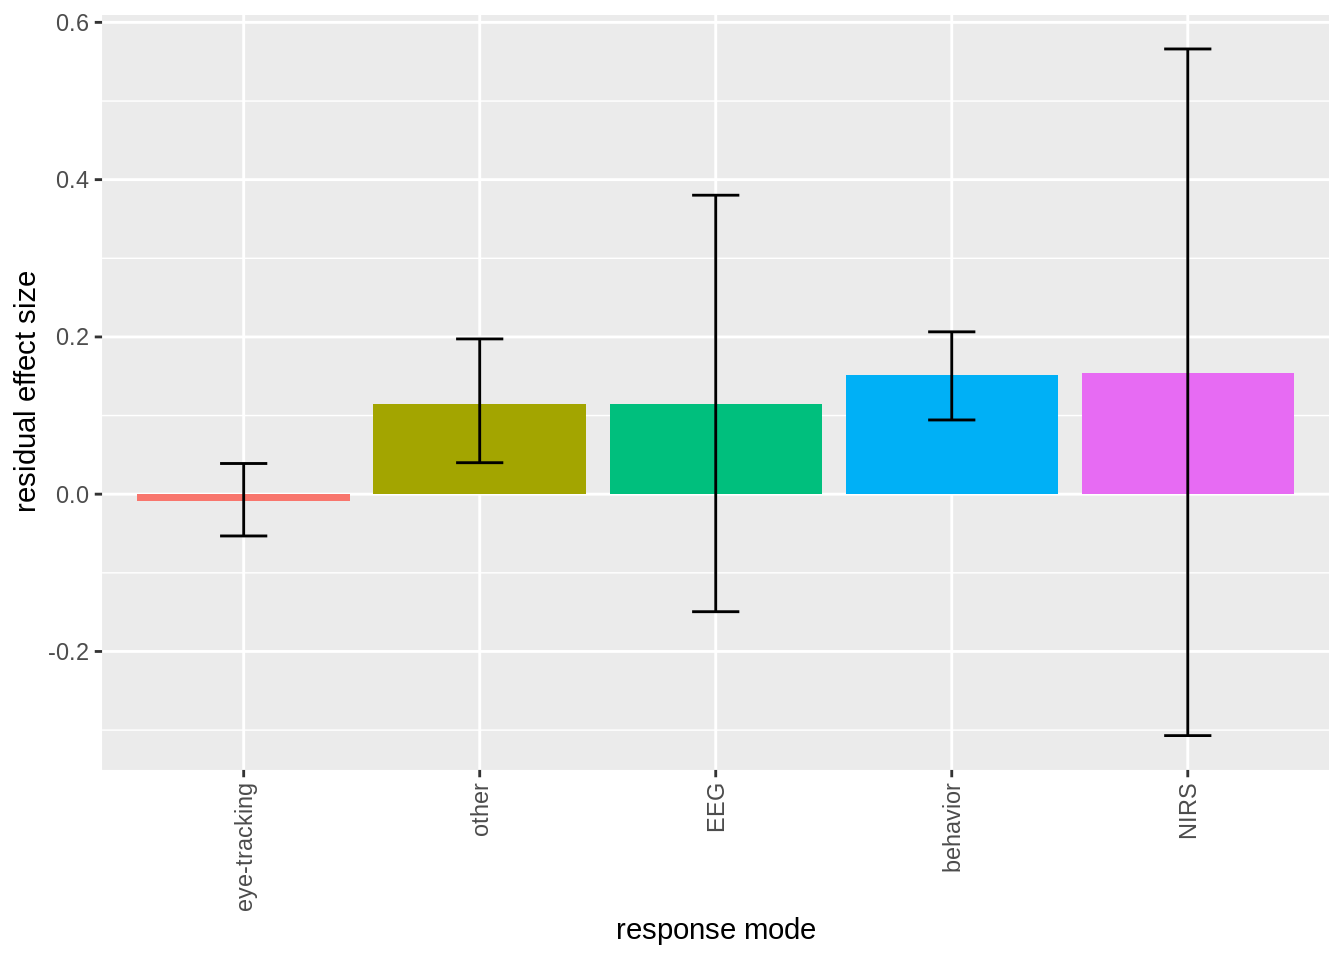 residual effect size
0.6
0.4
0.2
0.0
-0.2
eye-tracking
other
EEG
behavior
NIRS
response mode